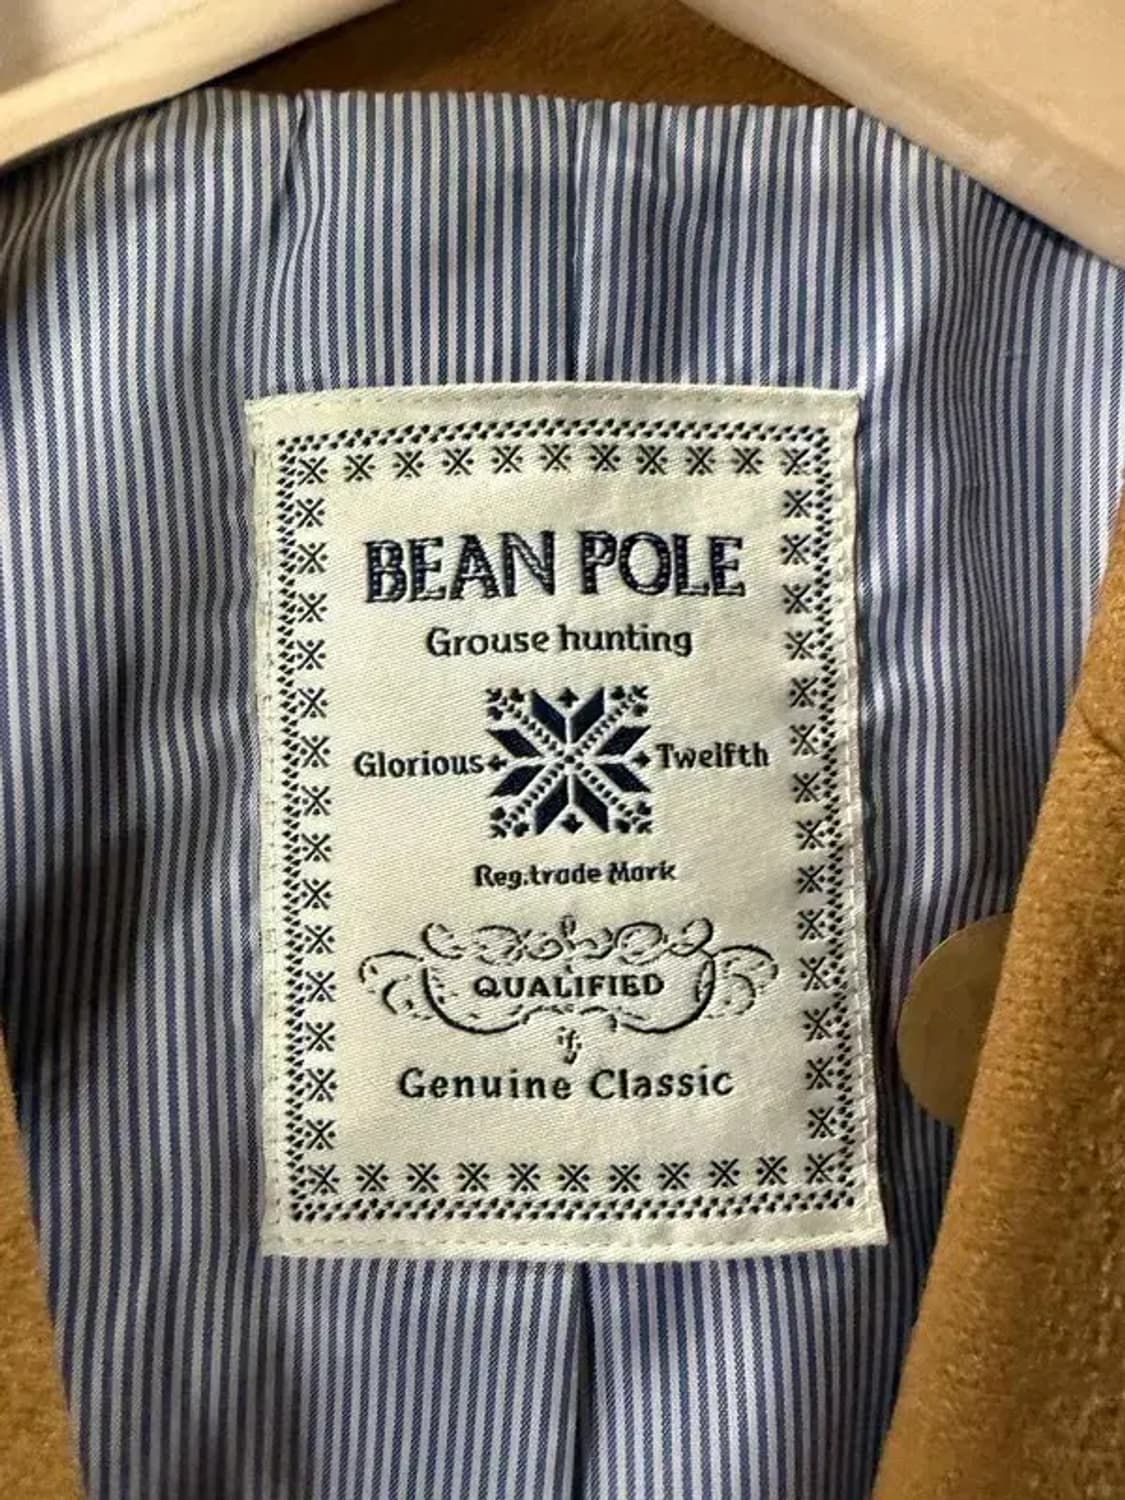 BEAN POLE
Grouse hunting
Glorious Twelfth
Reg.trade Mark
QUALIFIED
Genuine Classic